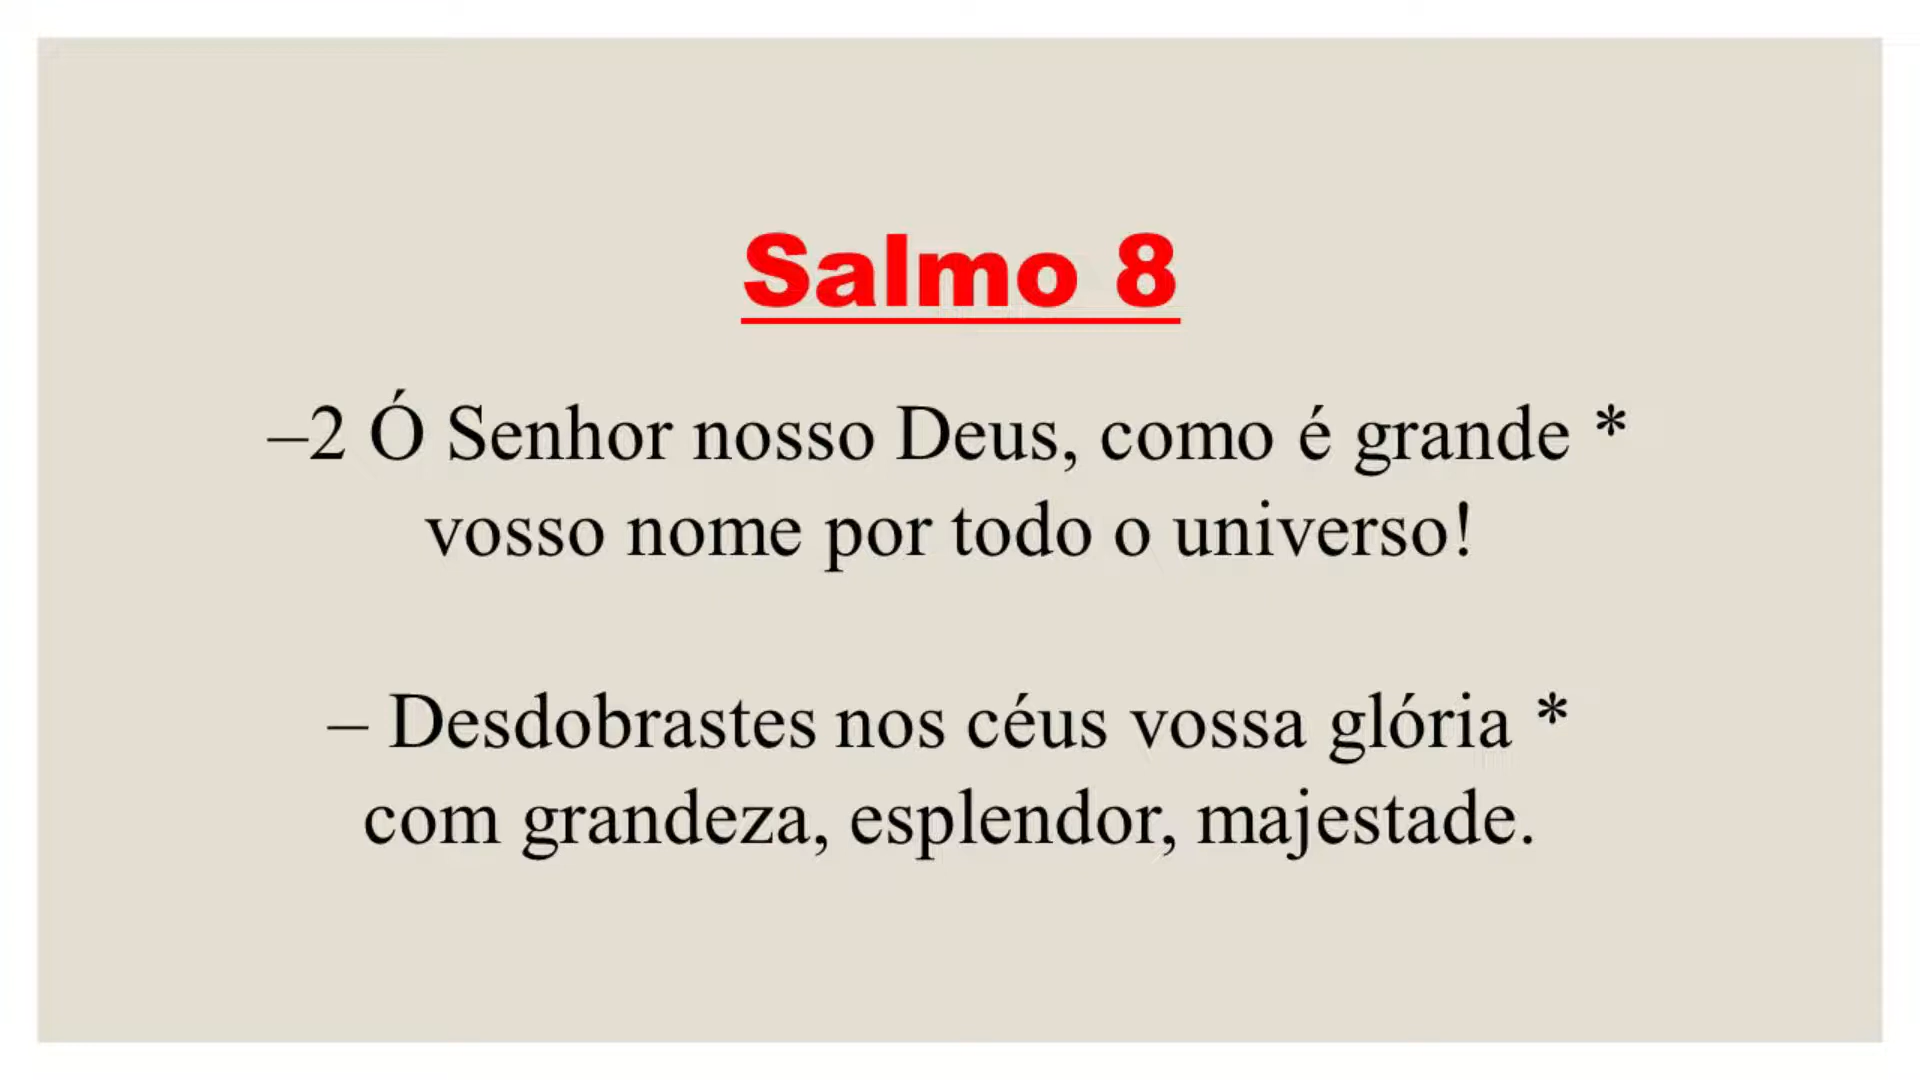 Salmo 8
–2 Ó Senhor nosso Deus, como é grande *
vosso nome por todo o universo!
– Desdobrastes nos céus vossa glória *
com grandeza, esplendor, majestade.